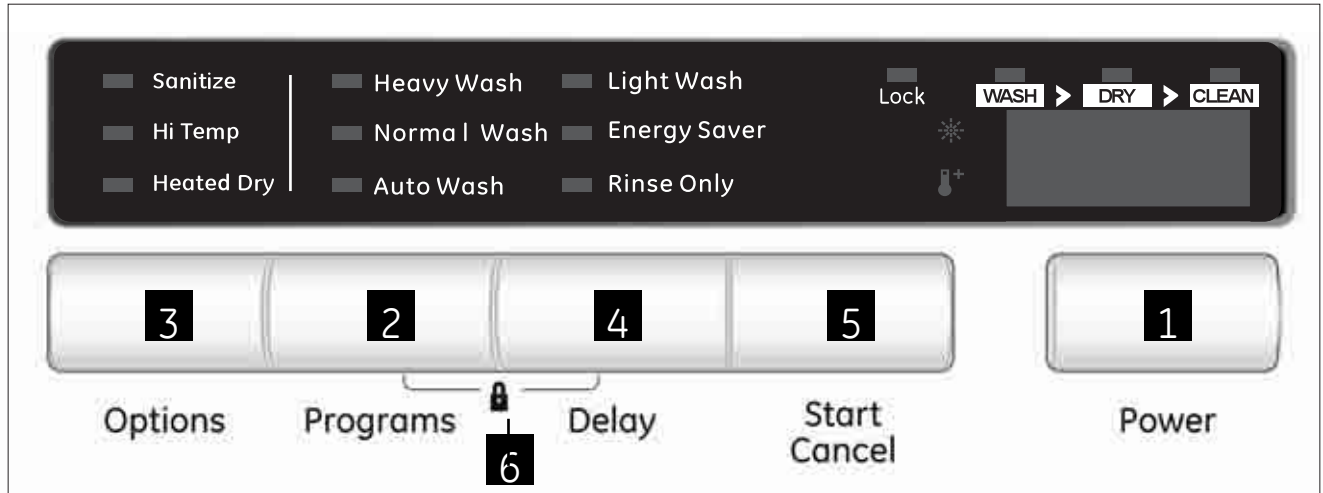 Sanitize
Heavy Wash
Light Wash
Lock
WASH > DRY > CLEAN
Hi Temp
Normal Wash
Energy Saver
Heated Dry
Auto Wash
Rinse Only
+
3
2
4
5
1
Options
Programs
6
Delay
Start
Cancel
Power